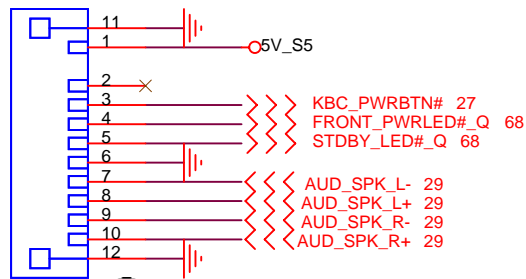 11
1 5V_S5
2
3 KBC_PWRBTN# 27
4 FRONT_PWRLED#_Q 68
5 STDBY_LED#_Q 68
6
7 AUD_SPK_L- 29
8 AUD_SPK_L+ 29
9 AUD_SPK_R- 29
10 AUD_SPK_R+ 29
12